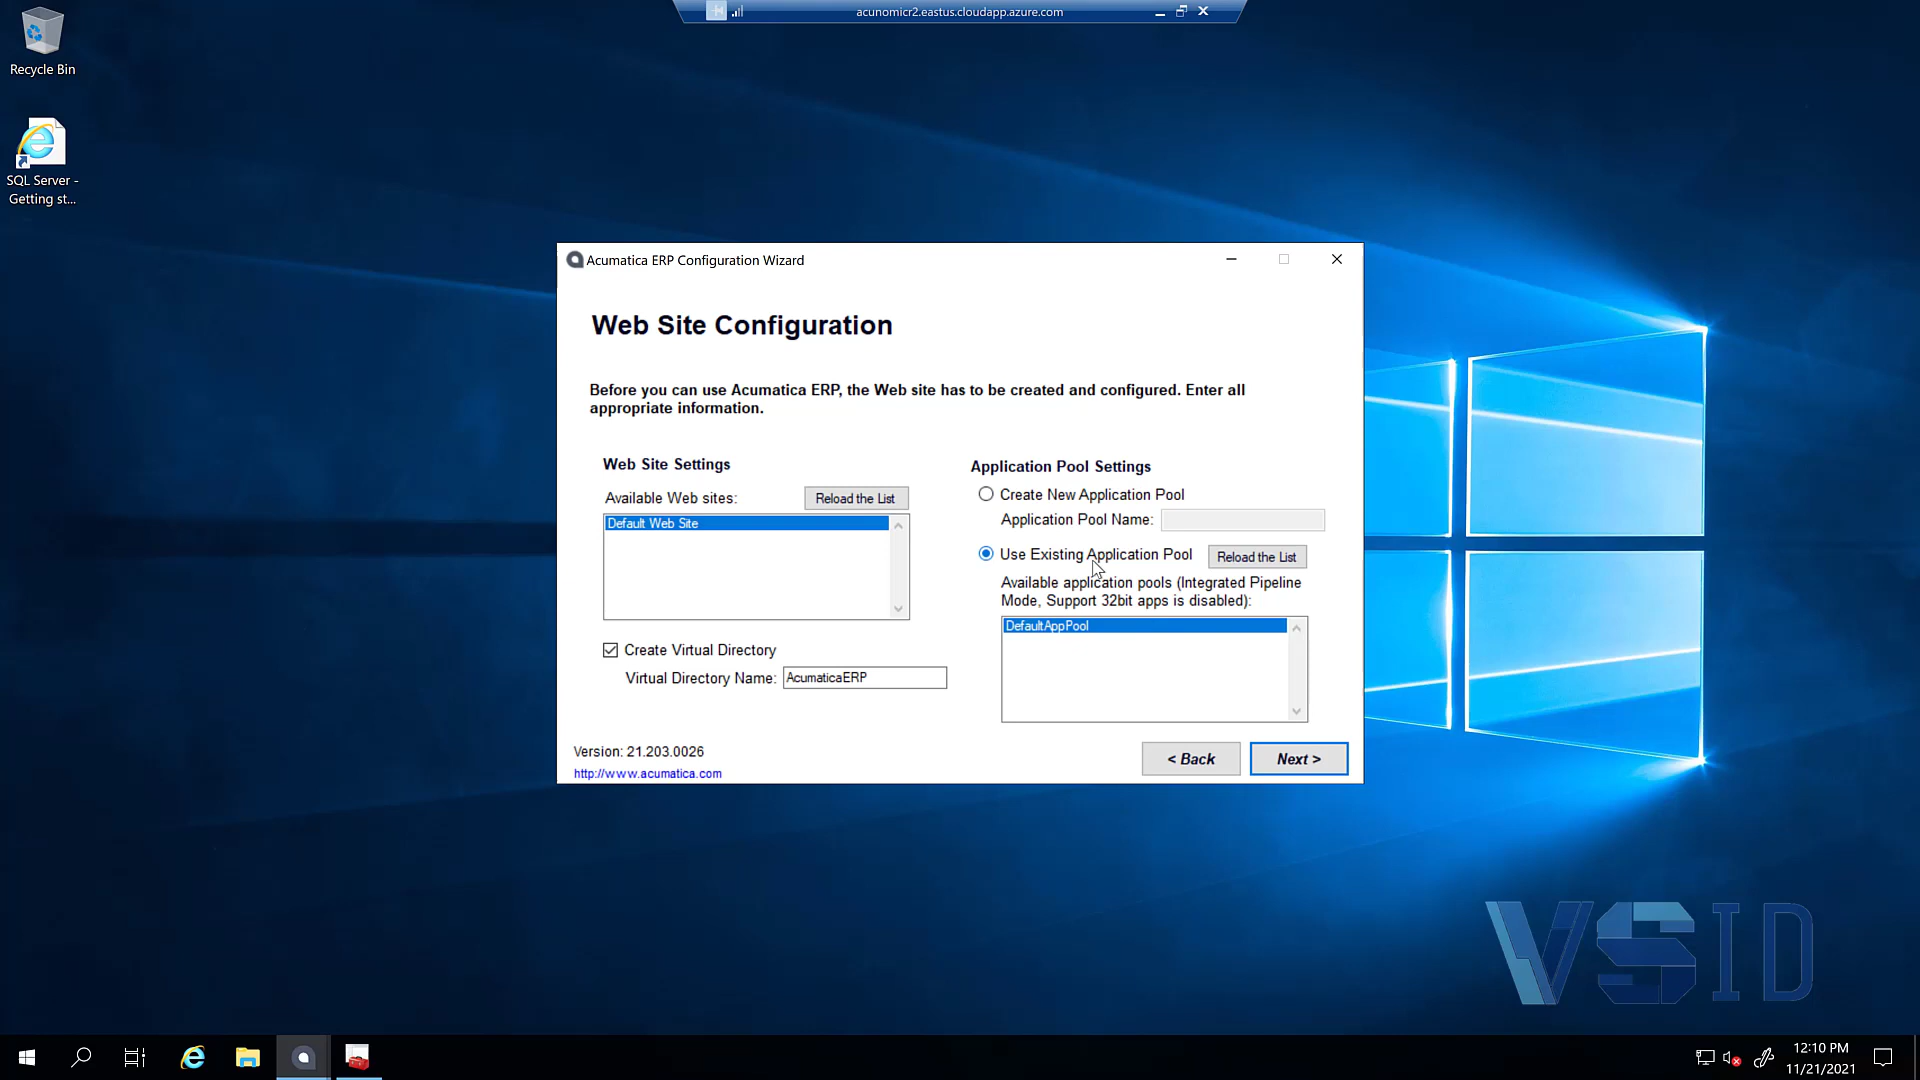 acunomicr2.eastus.cloudapp.azure.com
Recycle Bin
SQL Server -
Getting st...
Acumatica ERP Configuration Wizard
Web Site Configuration
Before you can use Acumatica ERP, the Web site has to be created and configured. Enter all
appropriate information.
Web Site Settings
Available Web sites:
Reload the List
Default Web Site
Create Virtual Directory
Virtual Directory Name:
AcumaticaERP
Application Pool Settings
Create New Application Pool
Application Pool Name:
Use Existing Application Pool
Reload the List
Available application pools (Integrated Pipeline
Mode, Support 32bit apps is disabled):
DefaultAppPool
Version: 21.203.0026
http://www.acumatica.com
< Back
Next >
VSID
12:10 PM
11/21/2021